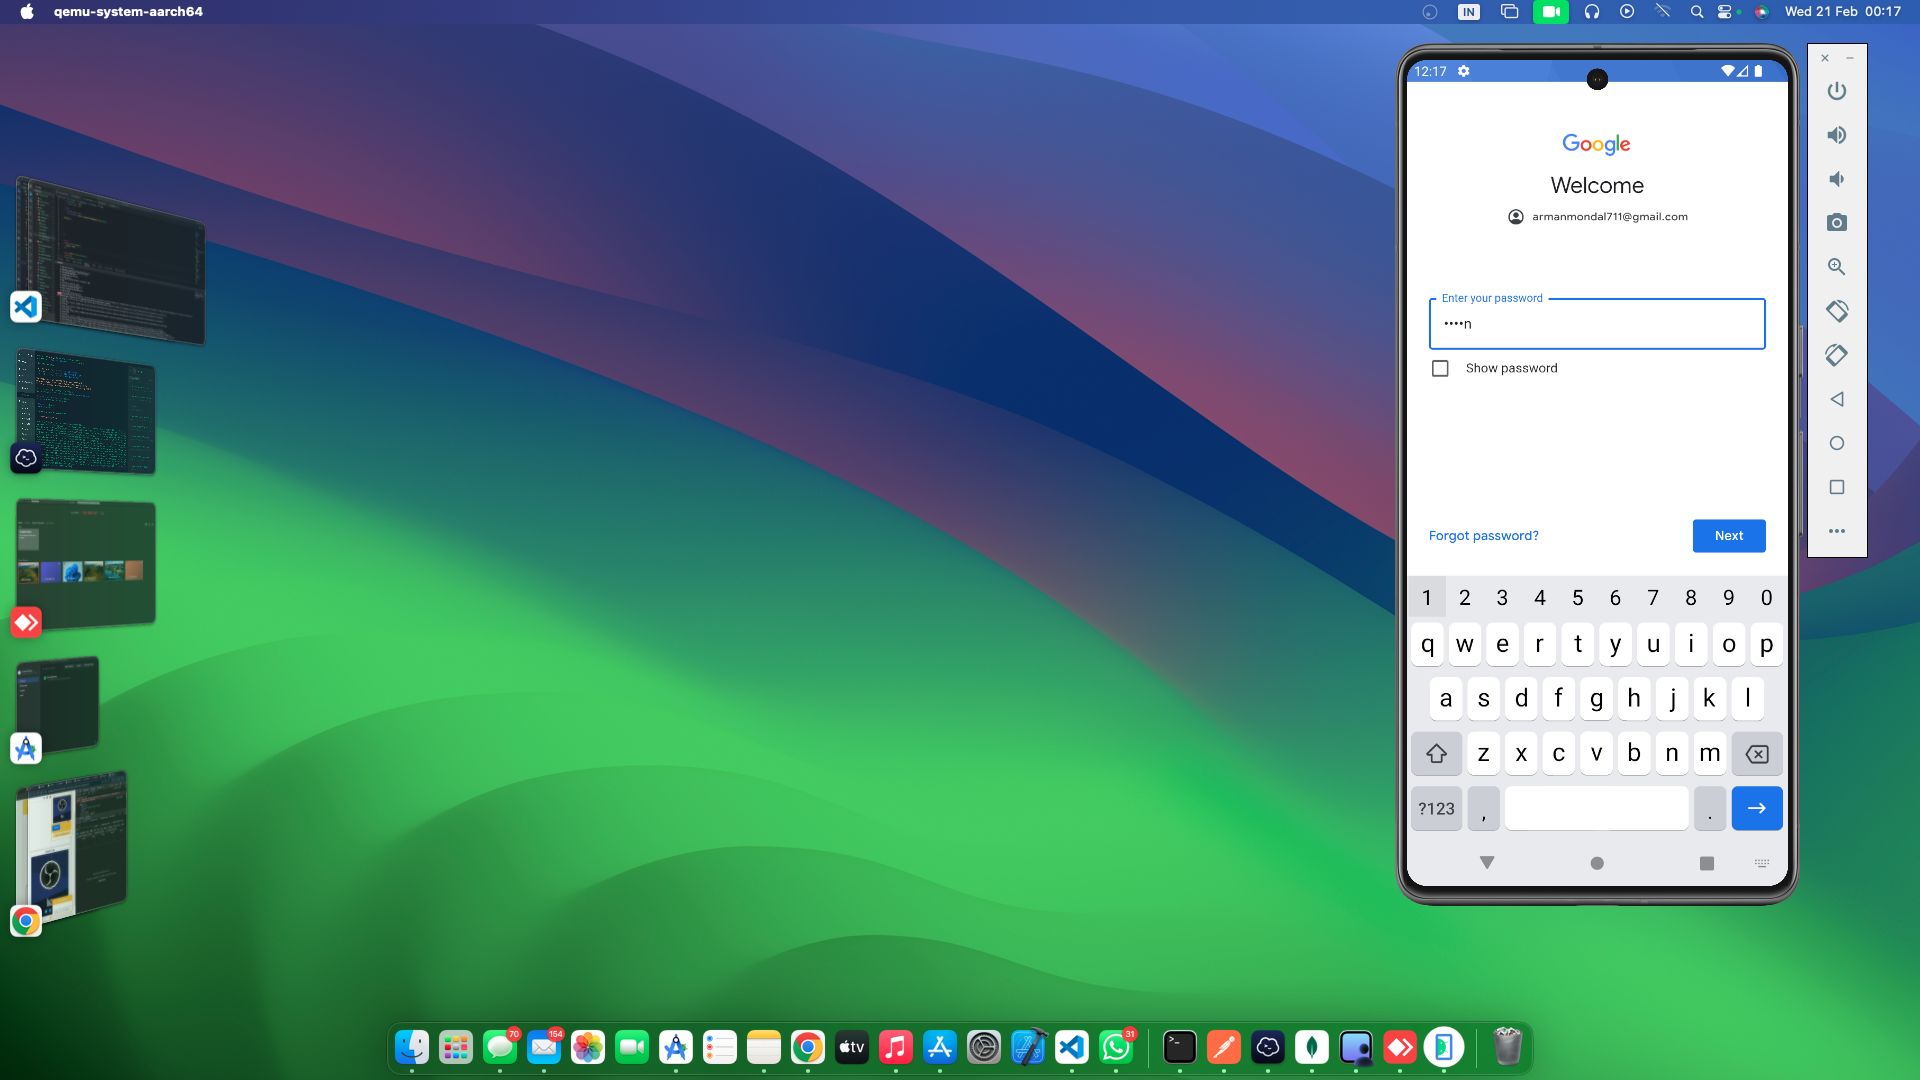 qemu-system-aarch64
IN
Wed 21 Feb 00:17
12:17
Google
Welcome
armanmondal711@gmail.com
Enter your password
••••n
Show password
Forgot password?
Next
1 2 3 4 5 6 7 8 9 0
q w e r t y u i o p
a s d f g h j k l
z x c v b n m
?123 , .
70
154
tv
31